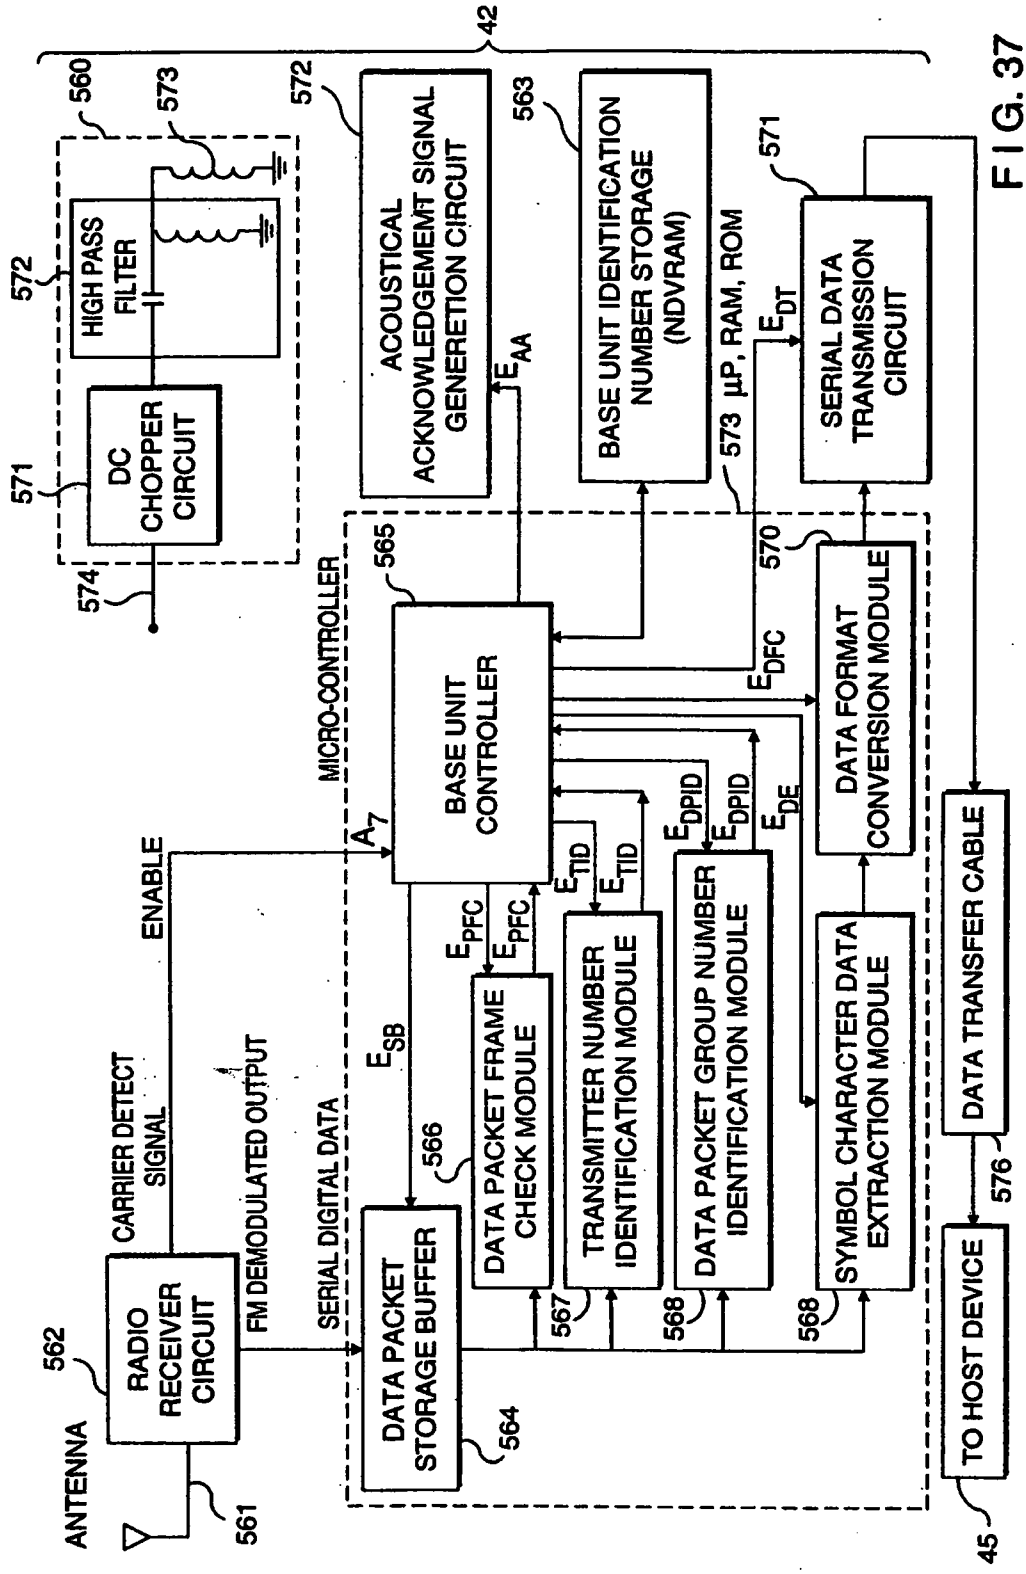 ANTENNA
561
562
RADIO
RECEIVER
CIRCUIT
CARRIER DETECT
SIGNAL
ENABLE
FM DEMODULATED OUTPUT
SERIAL DIGITAL DATA
574
571
DC
CHOPPER
CIRCUIT
572
HIGH PASS
FILTER
560
573
42
MICRO-CONTROLLER
A7
565
BASE UNIT
CONTROLLER
ESB
EPFC
EPFC
ETID
ETID
EDPID
EDPID
EDE
EDFC
EDT
EAA
572
ACOUSTICAL
ACKNOWLEDGEMEMT SIGNAL
GENERETION CIRCUIT
563
BASE UNIT IDENTIFICATION
NUMBER STORAGE
(NDVRAM)
573 µP, RAM, ROM
DATA PACKET
STORAGE BUFFER
564
566
DATA PACKET FRAME
CHECK MODULE
567
TRANSMITTER NUMBER
IDENTIFICATION MODULE
568
DATA PACKET GROUP NUMBER
IDENTIFICATION MODULE
568
SYMBOL CHARACTER DATA
EXTRACTION MODULE
570
DATA FORMAT
CONVERSION MODULE
571
SERIAL DATA
TRANSMISSION
CIRCUIT
45
TO HOST DEVICE
576
DATA TRANSFER CABLE
FIG. 37